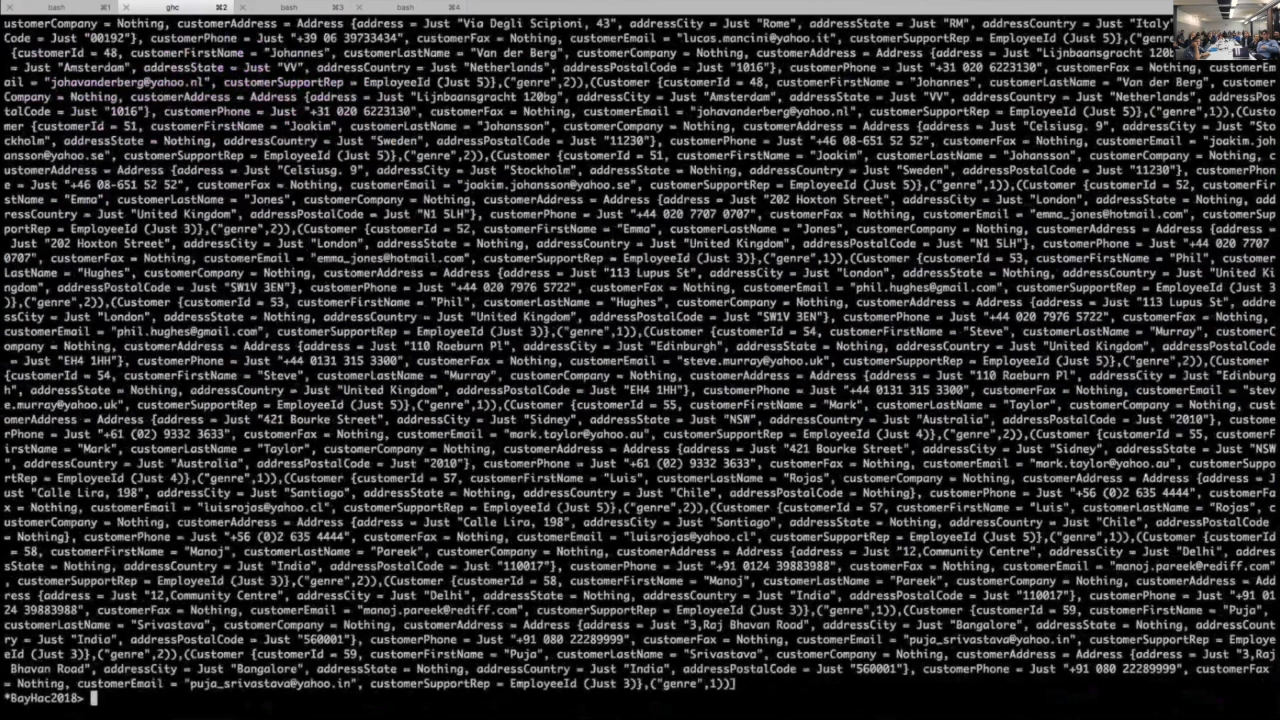 bash ⌘1 ghc ⌘2 bash ⌘3 bash ⌘4
ustomerCompany = Nothing, customerAddress = Address {address = Just "Via Degli Scipioni, 43", addressCity = Just "Rome", addressState = Just "RM", addressCountry = Just "Italy"
Code = Just "00192"}, customerPhone = Just "+39 06 39733434", customerFax = Nothing, customerEmail = "lucas.mancini@yahoo.it", customerSupportRep = EmployeeId (Just 5)},("genre",1)),(
{customerId = 48, customerFirstName = "Johannes", customerLastName = "Van der Berg", customerCompany = Nothing, customerAddress = Address {address = Just "Lijnbaansgracht 120b
= Just "Amsterdam", addressState = Just "VV", addressCountry = Just "Netherlands", addressPostalCode = Just "1016"}, customerPhone = Just "+31 020 6223130", customerFax = Nothing, customerEm
ail = "johavanderberg@yahoo.nl", customerSupportRep = EmployeeId (Just 5)},("genre",2)),(Customer {customerId = 48, customerFirstName = "Johannes", customerLastName = "Van der Berg", customer
Company = Nothing, customerAddress = Address {address = Just "Lijnbaansgracht 120bg", addressCity = Just "Amsterdam", addressState = Just "VV", addressCountry = Just "Netherlands", addressPos
talCode = Just "1016"}, customerPhone = Just "+31 020 6223130", customerFax = Nothing, customerEmail = "johavanderberg@yahoo.nl", customerSupportRep = EmployeeId (Just 5)},("genre",1)),(Custo
mer {customerId = 51, customerFirstName = "Joakim", customerLastName = "Johansson", customerCompany = Nothing, customerAddress = Address {address = Just "Celsiusg. 9", addressCity = Just "Sto
ckholm", addressState = Nothing, addressCountry = Just "Sweden", addressPostalCode = Just "11230"}, customerPhone = Just "+46 08-651 52 52", customerFax = Nothing, customerEmail = "joakim.joh
ansson@yahoo.se", customerSupportRep = EmployeeId (Just 5)},("genre",2)),(Customer {customerId = 51, customerFirstName = "Joakim", customerLastName = "Johansson", customerCompany = Nothing, c
ustomerAddress = Address {address = Just "Celsiusg. 9", addressCity = Just "Stockholm", addressState = Nothing, addressCountry = Just "Sweden", addressPostalCode = Just "11230"}, customerPhon
e = Just "+46 08-651 52 52", customerFax = Nothing, customerEmail = "joakim.johansson@yahoo.se", customerSupportRep = EmployeeId (Just 5)},("genre",1)),(Customer {customerId = 52, customerFir
stName = "Emma", customerLastName = "Jones", customerCompany = Nothing, customerAddress = Address {address = Just "202 Hoxton Street", addressCity = Just "London", addressState = Nothing, add
ressCountry = Just "United Kingdom", addressPostalCode = Just "N1 5LH"}, customerPhone = Just "+44 020 7707 0707", customerFax = Nothing, customerEmail = "emma_jones@hotmail.com", customerSup
portRep = EmployeeId (Just 3)},("genre",2)),(Customer {customerId = 52, customerFirstName = "Emma", customerLastName = "Jones", customerCompany = Nothing, customerAddress = Address {address =
Just "202 Hoxton Street", addressCity = Just "London", addressState = Nothing, addressCountry = Just "United Kingdom", addressPostalCode = Just "N1 5LH"}, customerPhone = Just "+44 020 7707
0707", customerFax = Nothing, customerEmail = "emma_jones@hotmail.com", customerSupportRep = EmployeeId (Just 3)},("genre",1)),(Customer {customerId = 53, customerFirstName = "Phil", customer
LastName = "Hughes", customerCompany = Nothing, customerAddress = Address {address = Just "113 Lupus St", addressCity = Just "London", addressState = Nothing, addressCountry = Just "United Ki
ngdom", addressPostalCode = Just "SW1V 3EN"}, customerPhone = Just "+44 020 7976 5722", customerFax = Nothing, customerEmail = "phil.hughes@gmail.com", customerSupportRep = EmployeeId (Just 3
)},("genre",2)),(Customer {customerId = 53, customerFirstName = "Phil", customerLastName = "Hughes", customerCompany = Nothing, customerAddress = Address {address = Just "113 Lupus St", addre
ssCity = Just "London", addressState = Nothing, addressCountry = Just "United Kingdom", addressPostalCode = Just "SW1V 3EN"}, customerPhone = Just "+44 020 7976 5722", customerFax = Nothing,
customerEmail = "phil.hughes@gmail.com", customerSupportRep = EmployeeId (Just 3)},("genre",1)),(Customer {customerId = 54, customerFirstName = "Steve", customerLastName = "Murray", customerC
ompany = Nothing, customerAddress = Address {address = Just "110 Raeburn Pl", addressCity = Just "Edinburgh", addressState = Nothing, addressCountry = Just "United Kingdom", addressPostalCode
= Just "EH4 1HH"}, customerPhone = Just "+44 0131 315 3300", customerFax = Nothing, customerEmail = "steve.murray@yahoo.uk", customerSupportRep = EmployeeId (Just 5)},("genre",2)),(Customer
{customerId = 54, customerFirstName = "Steve", customerLastName = "Murray", customerCompany = Nothing, customerAddress = Address {address = Just "110 Raeburn Pl", addressCity = Just "Edinburg
h", addressState = Nothing, addressCountry = Just "United Kingdom", addressPostalCode = Just "EH4 1HH"}, customerPhone = Just "+44 0131 315 3300", customerFax = Nothing, customerEmail = "stev
e.murray@yahoo.uk", customerSupportRep = EmployeeId (Just 5)},("genre",1)),(Customer {customerId = 55, customerFirstName = "Mark", customerLastName = "Taylor", customerCompany = Nothing, cust
omerAddress = Address {address = Just "421 Bourke Street", addressCity = Just "Sidney", addressState = Just "NSW", addressCountry = Just "Australia", addressPostalCode = Just "2010"}, custome
rPhone = Just "+61 (02) 9332 3633", customerFax = Nothing, customerEmail = "mark.taylor@yahoo.au", customerSupportRep = EmployeeId (Just 4)},("genre",2)),(Customer {customerId = 55, customerF
irstName = "Mark", customerLastName = "Taylor", customerCompany = Nothing, customerAddress = Address {address = Just "421 Bourke Street", addressCity = Just "Sidney", addressState = Just "NSW
", addressCountry = Just "Australia", addressPostalCode = Just "2010"}, customerPhone = Just "+61 (02) 9332 3633", customerFax = Nothing, customerEmail = "mark.taylor@yahoo.au", customerSuppo
rtRep = EmployeeId (Just 4)},("genre",1)),(Customer {customerId = 57, customerFirstName = "Luis", customerLastName = "Rojas", customerCompany = Nothing, customerAddress = Address {address = J
ust "Calle Lira, 198", addressCity = Just "Santiago", addressState = Nothing, addressCountry = Just "Chile", addressPostalCode = Nothing}, customerPhone = Just "+56 (0)2 635 4444", customerFa
x = Nothing, customerEmail = "luisrojas@yahoo.cl", customerSupportRep = EmployeeId (Just 5)},("genre",2)),(Customer {customerId = 57, customerFirstName = "Luis", customerLastName = "Rojas", c
ustomerCompany = Nothing, customerAddress = Address {address = Just "Calle Lira, 198", addressCity = Just "Santiago", addressState = Nothing, addressCountry = Just "Chile", addressPostalCode
= Nothing}, customerPhone = Just "+56 (0)2 635 4444", customerFax = Nothing, customerEmail = "luisrojas@yahoo.cl", customerSupportRep = EmployeeId (Just 5)},("genre",1)),(Customer {customerId
= 58, customerFirstName = "Manoj", customerLastName = "Pareek", customerCompany = Nothing, customerAddress = Address {address = Just "12,Community Centre", addressCity = Just "Delhi", addres
sState = Nothing, addressCountry = Just "India", addressPostalCode = Just "110017"}, customerPhone = Just "+91 0124 39883988", customerFax = Nothing, customerEmail = "manoj.pareek@rediff.com"
, customerSupportRep = EmployeeId (Just 3)},("genre",2)),(Customer {customerId = 58, customerFirstName = "Manoj", customerLastName = "Pareek", customerCompany = Nothing, customerAddress = Add
ress {address = Just "12,Community Centre", addressCity = Just "Delhi", addressState = Nothing, addressCountry = Just "India", addressPostalCode = Just "110017"}, customerPhone = Just "+91 01
24 39883988", customerFax = Nothing, customerEmail = "manoj.pareek@rediff.com", customerSupportRep = EmployeeId (Just 3)},("genre",1)),(Customer {customerId = 59, customerFirstName = "Puja",
customerLastName = "Srivastava", customerCompany = Nothing, customerAddress = Address {address = Just "3,Raj Bhavan Road", addressCity = Just "Bangalore", addressState = Nothing, addressCount
ry = Just "India", addressPostalCode = Just "560001"}, customerPhone = Just "+91 080 22289999", customerFax = Nothing, customerEmail = "puja_srivastava@yahoo.in", customerSupportRep = Employe
eId (Just 3)},("genre",2)),(Customer {customerId = 59, customerFirstName = "Puja", customerLastName = "Srivastava", customerCompany = Nothing, customerAddress = Address {address = Just "3,Raj
Bhavan Road", addressCity = Just "Bangalore", addressState = Nothing, addressCountry = Just "India", addressPostalCode = Just "560001"}, customerPhone = Just "+91 080 22289999", customerFax
= Nothing, customerEmail = "puja_srivastava@yahoo.in", customerSupportRep = EmployeeId (Just 3)},("genre",1))]
*BayHac2018>